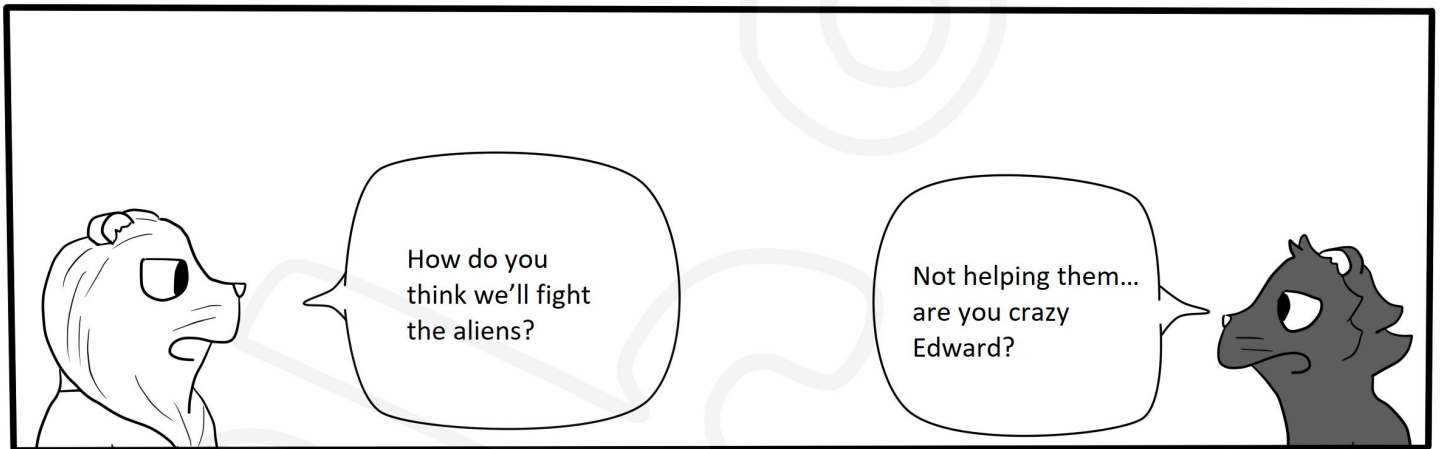 How do you
think we’ll fight
the aliens?
Not helping them...
are you crazy
Edward?